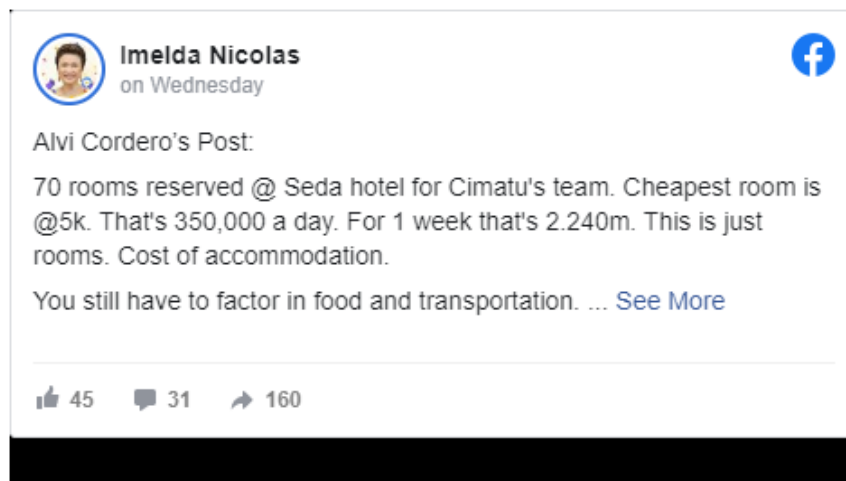 Imelda Nicolas
on Wednesday
Alvi Cordero's Post:
70 rooms reserved @ Seda hotel for Cimatu's team. Cheapest room is
@5k. That's 350,000 a day. For 1 week that's 2.240m. This is just
rooms. Cost of accommodation.
You still have to factor in food and transportation. ... See More
45 31 160